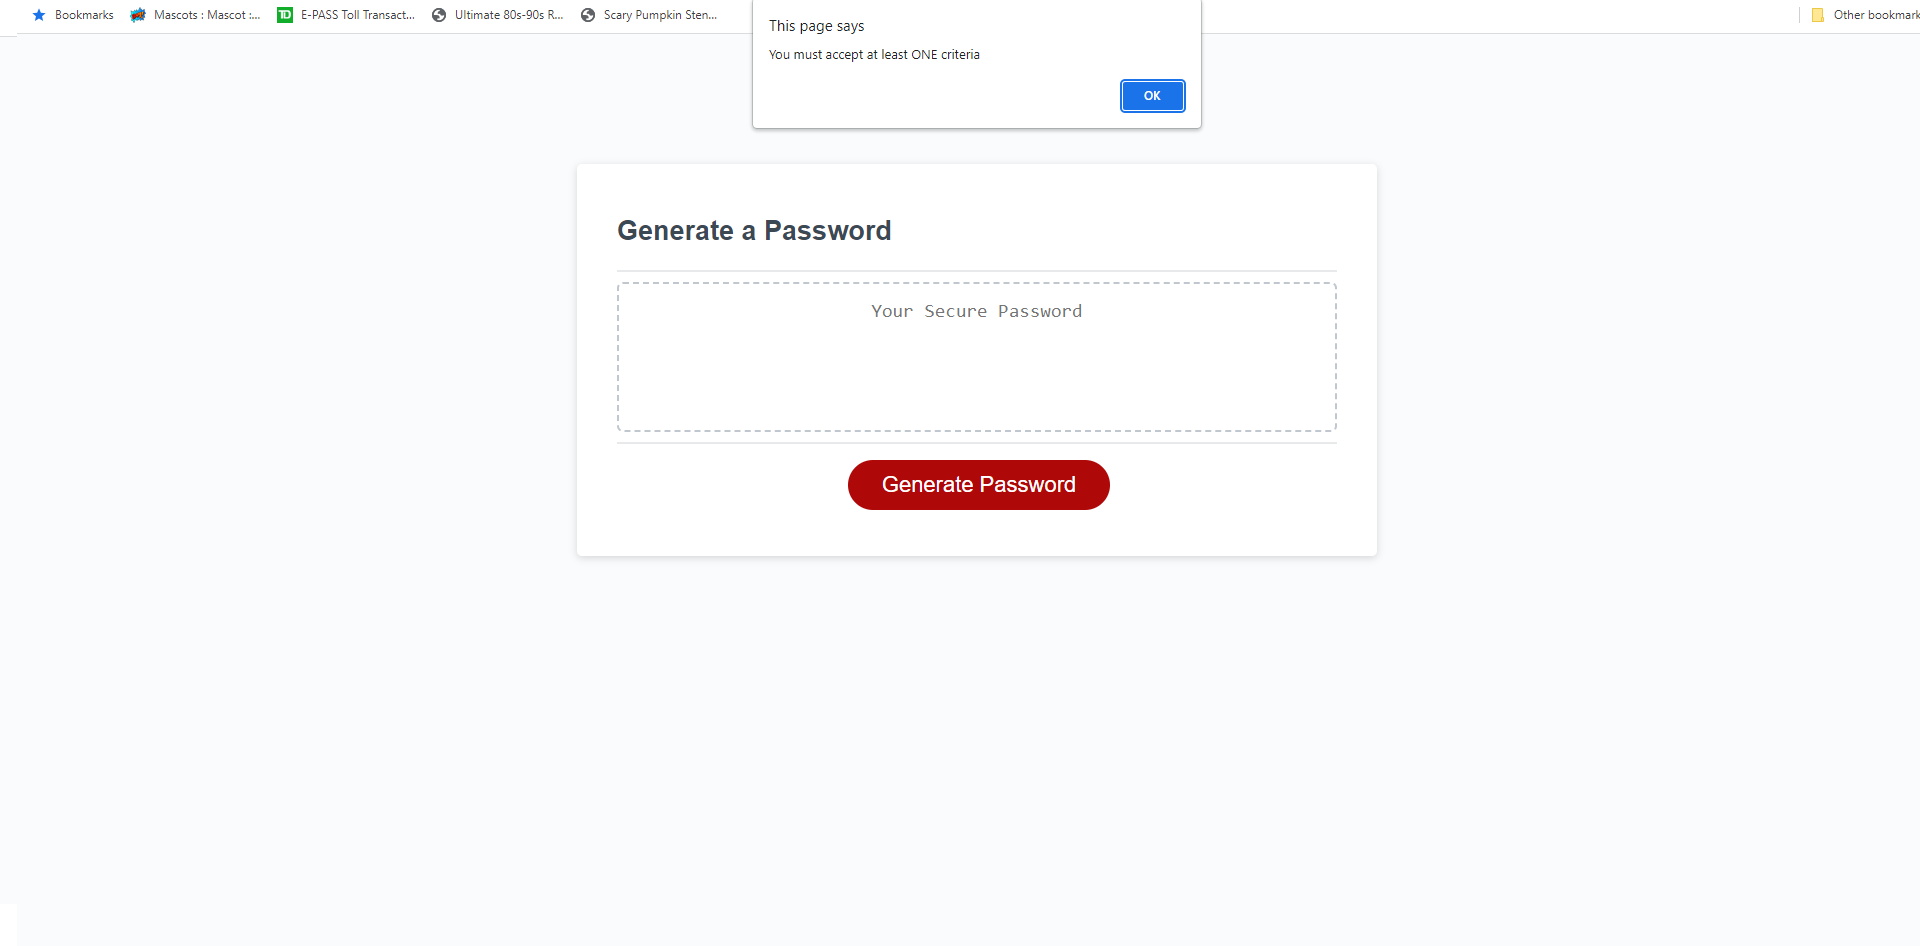 Bookmarks Mascots : Mascot :... TD E-PASS Toll Transact... Ultimate 80s-90s R... Scary Pumpkin Sten... Other bookmark
This page says
You must accept at least ONE criteria
OK
Generate a Password
Your Secure Password
Generate Password